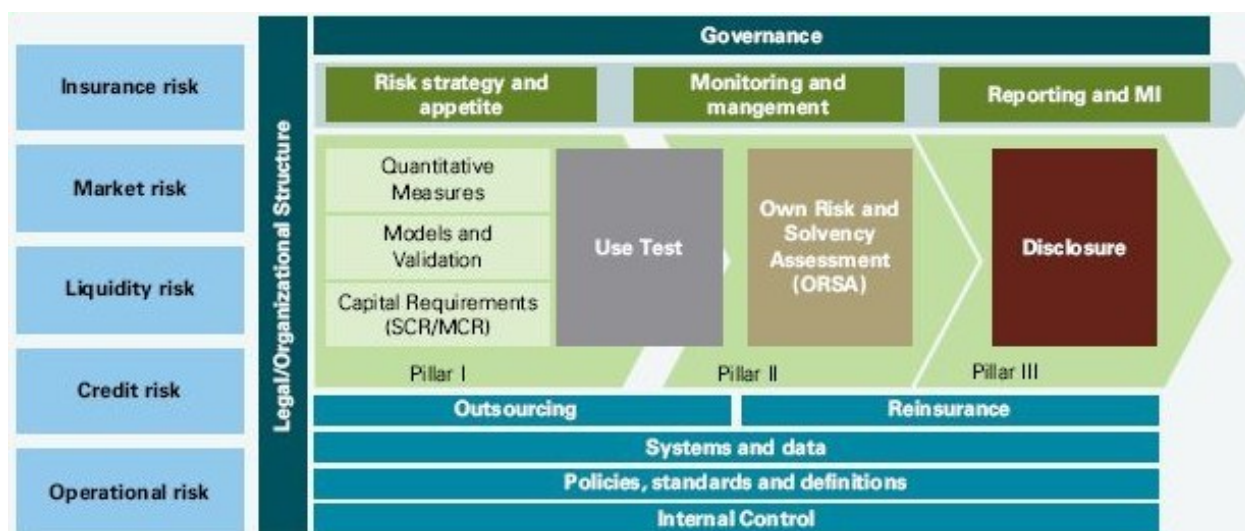 Insurance risk
Market risk
Liquidity risk
Credit risk
Operational risk
Legal/Organizational Structure
Governance
Risk strategy and
appetite
Monitoring and
mangement
Reporting and MI
Quantitative
Measures
Models and
Validation
Capital Requirements
(SCR/MCR)
Use Test
Own Risk and
Solvency
Assessment
(ORSA)
Disclosure
Pillar I
Pillar II
Pillar III
Outsourcing
Reinsurance
Systems and data
Policies, standards and definitions
Internal Control